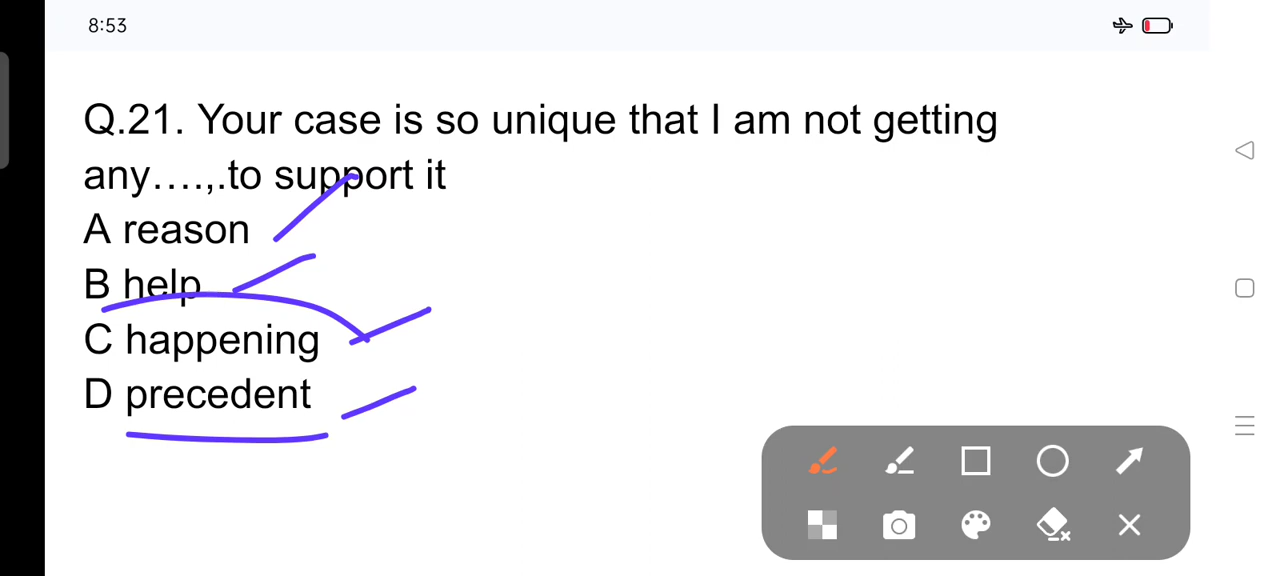 8:53
Q.21. Your case is so unique that I am not getting
any....,.to support it
A reason
B help
C happening
D precedent